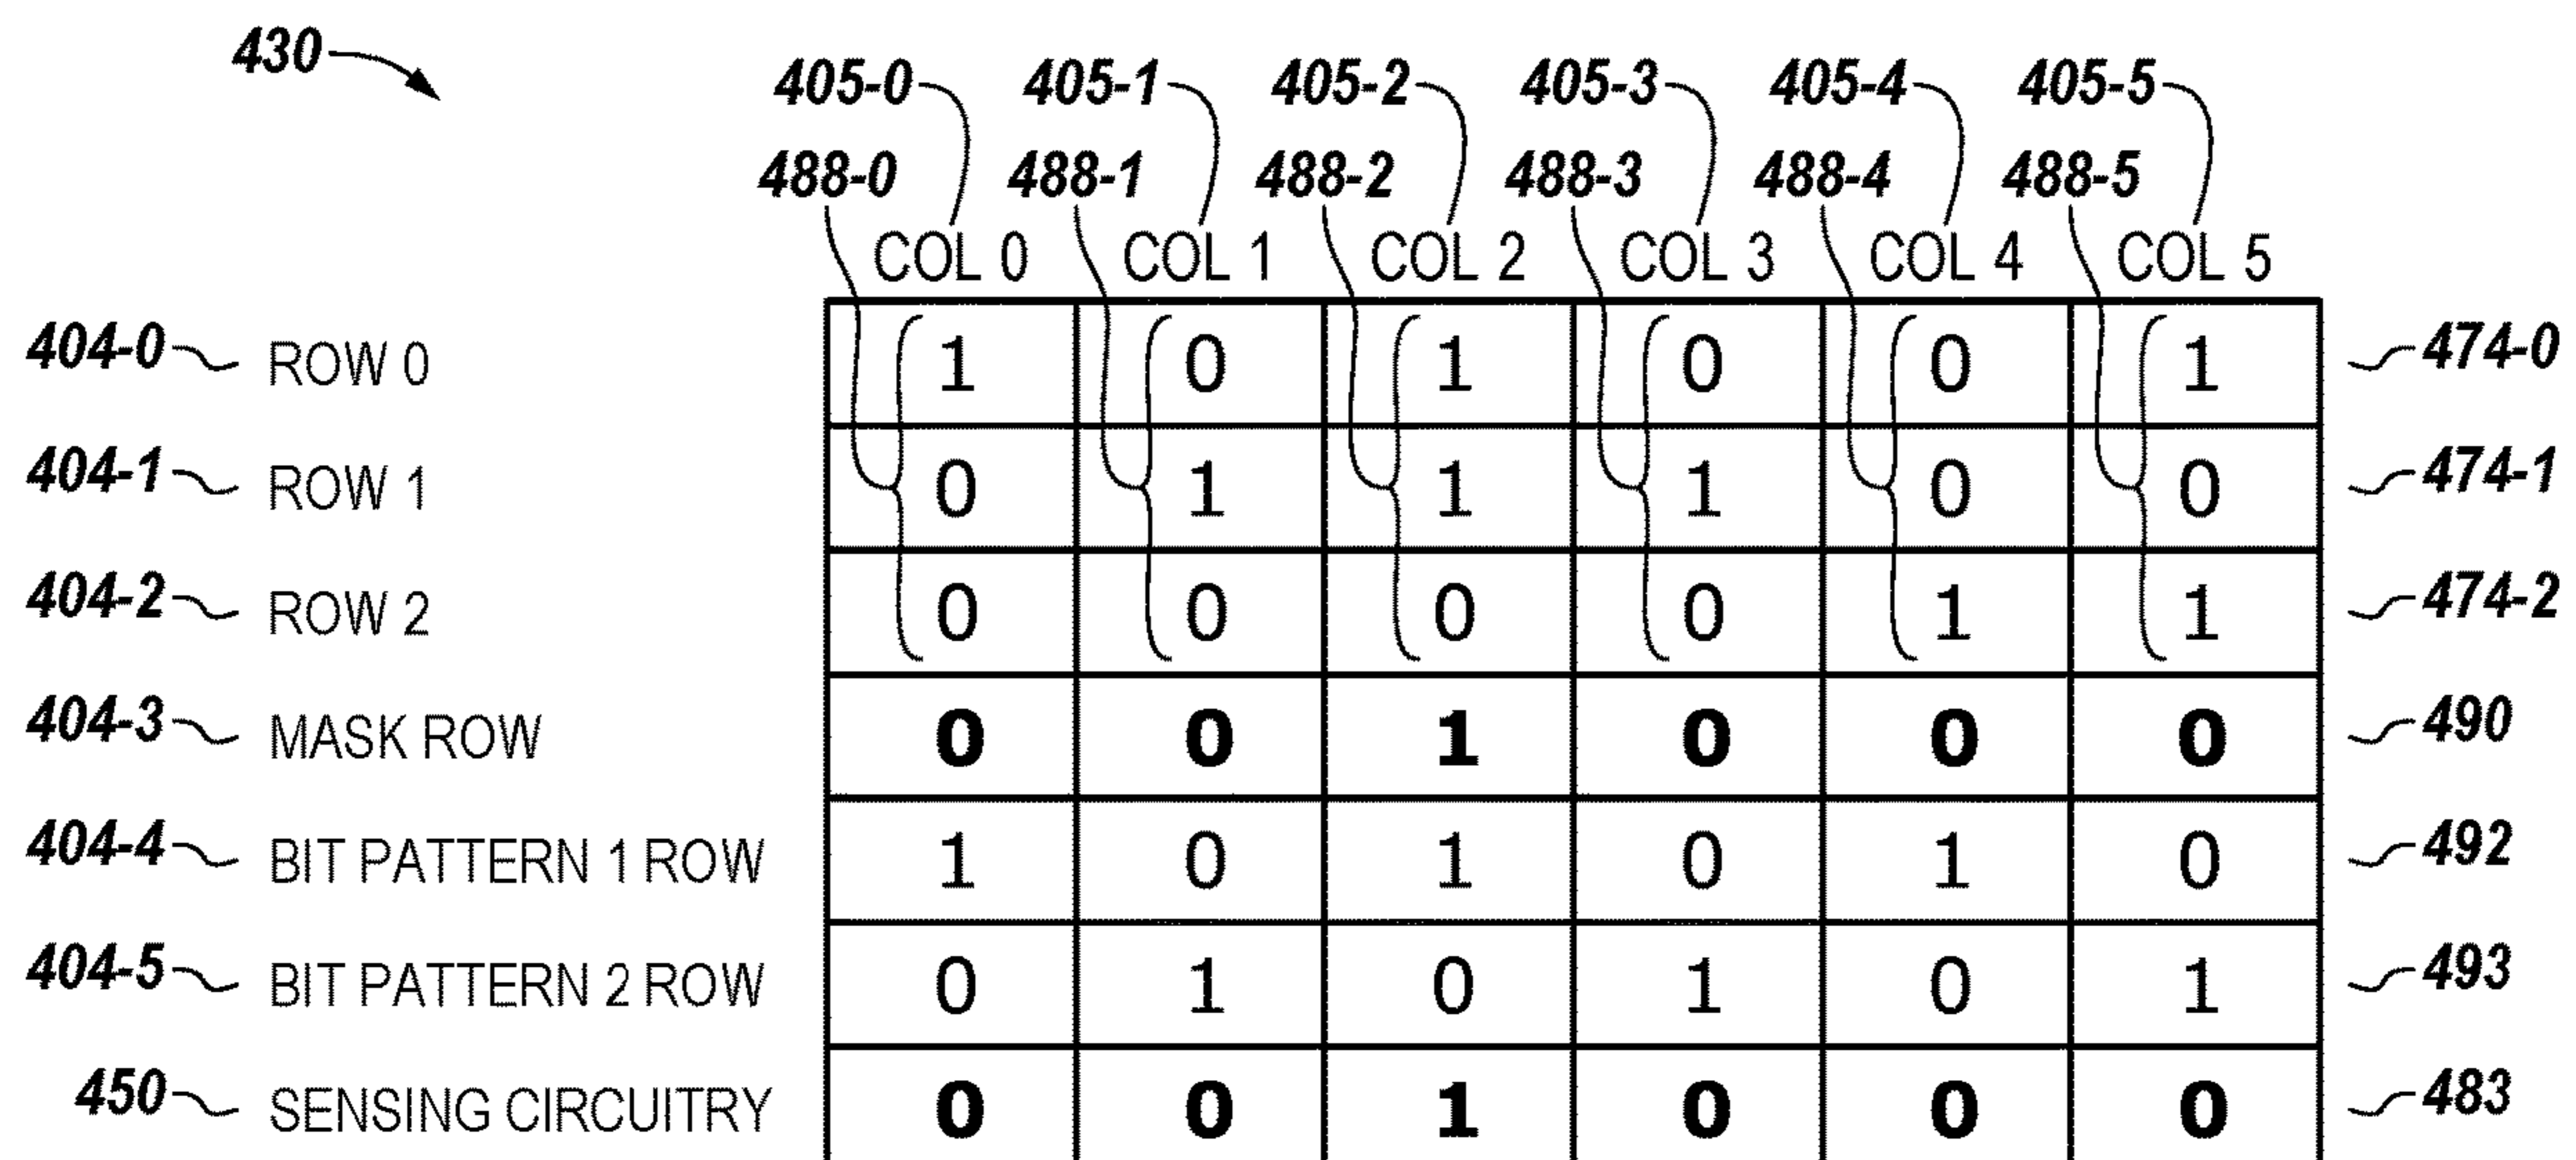 430
405-0 405-1 405-2 405-3 405-4 405-5
488-0 488-1 488-2 488-3 488-4 488-5
COL 0 COL 1 COL 2 COL 3 COL 4 COL 5
404-0 ROW 0 1 0 1 0 0 1 474-0
404-1 ROW 1 0 1 1 1 0 0 474-1
404-2 ROW 2 0 0 0 0 1 1 474-2
404-3 MASK ROW 0 0 1 0 0 0 490
404-4 BIT PATTERN 1 ROW 1 0 1 0 1 0 492
404-5 BIT PATTERN 2 ROW 0 1 0 1 0 1 493
450 SENSING CIRCUITRY 0 0 1 0 0 0 483